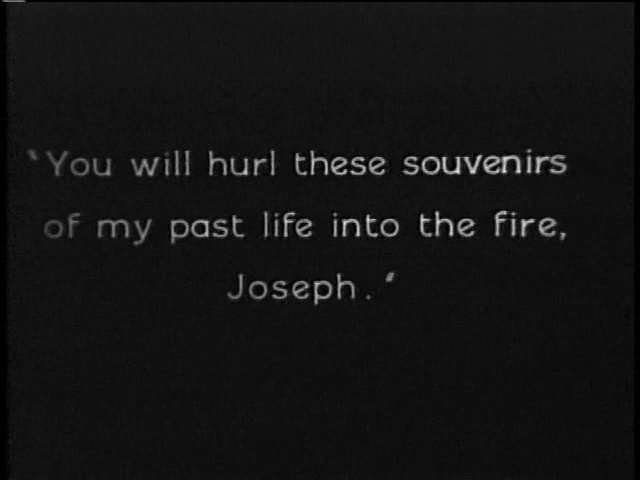 ‘You will hurl these souvenirs
of my past life into the fire,
Joseph.‘